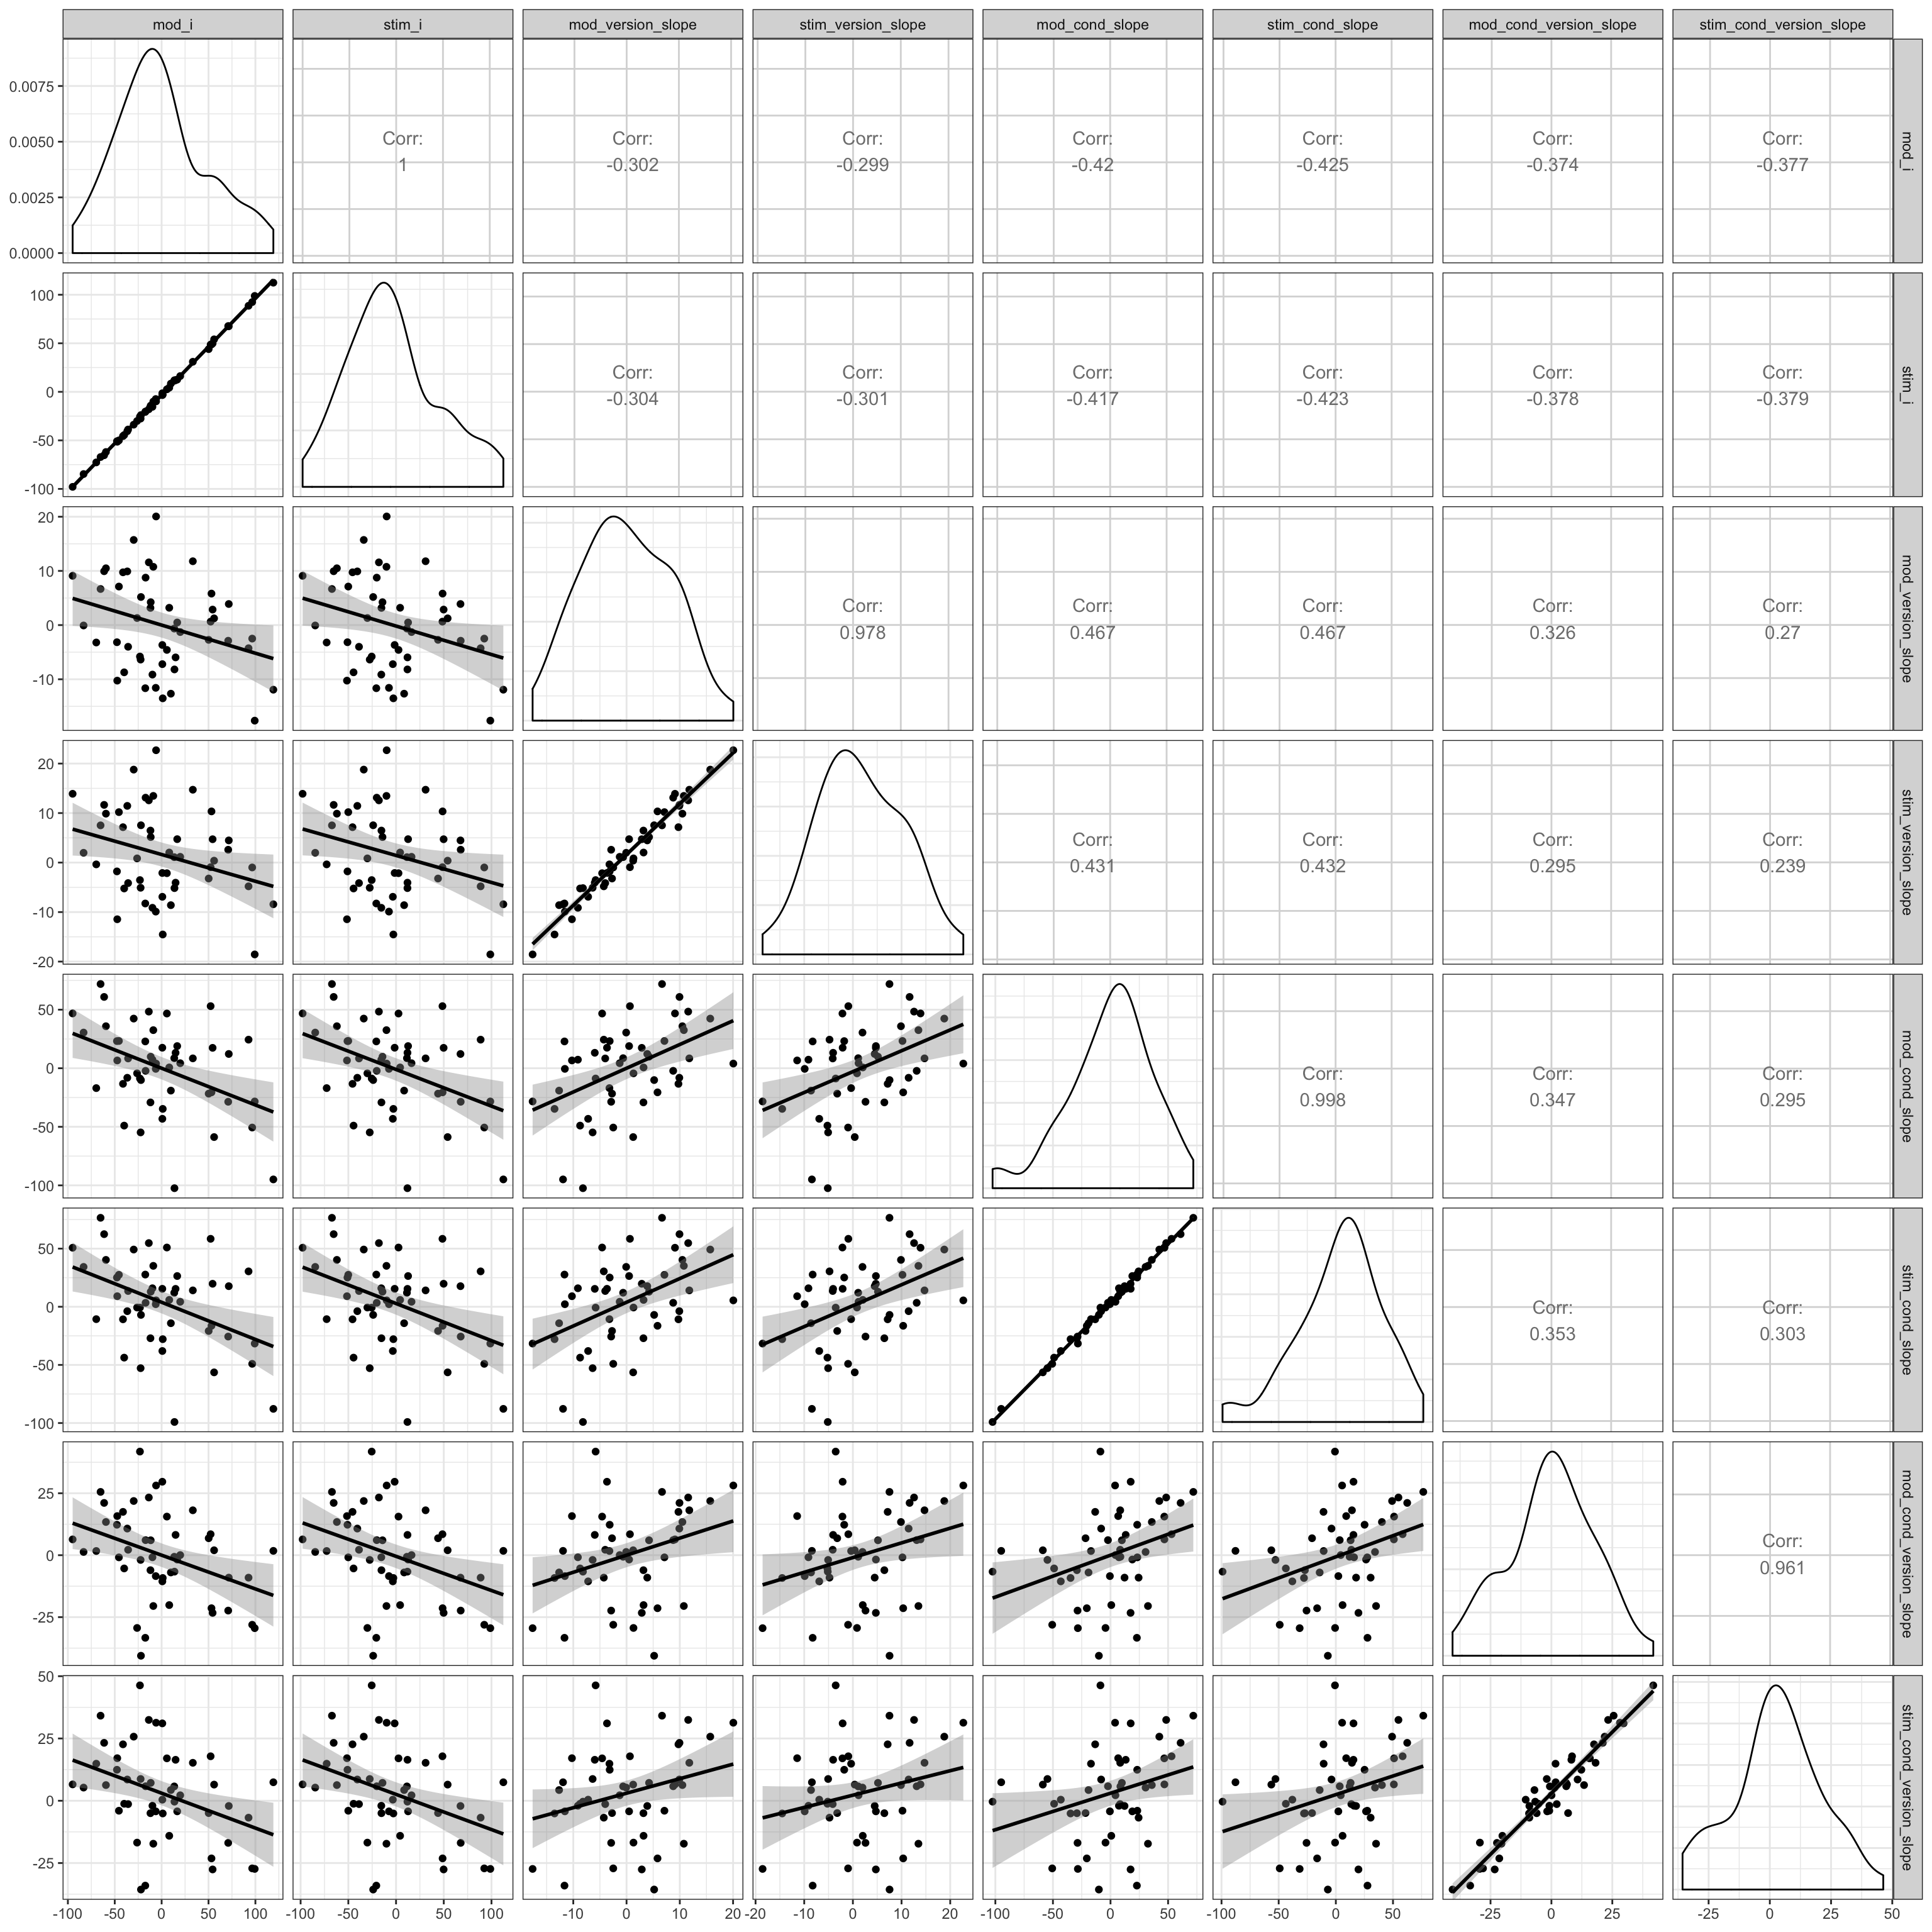 mod_i stim_i mod_version_slope stim_version_slope mod_cond_slope stim_cond_slope mod_cond_version_slope stim_cond_version_slope
0.0075
0.0050
0.0025
0.0000
Corr: Corr: Corr: Corr: Corr: Corr: Corr:
1 -0.302 -0.299 -0.42 -0.425 -0.374 -0.377
mod_i
100
50
0
-50
-100
Corr: Corr: Corr: Corr: Corr: Corr:
-0.304 -0.301 -0.417 -0.423 -0.378 -0.379
stim_i
20
10
0
-10
Corr: Corr: Corr: Corr: Corr:
0.978 0.467 0.467 0.326 0.27
mod_version_slope
20
10
0
-10
-20
Corr: Corr: Corr: Corr:
0.431 0.432 0.295 0.239
stim_version_slope
50
0
-50
-100
Corr: Corr: Corr:
0.998 0.347 0.295
mod_cond_slope
50
0
-50
-100
Corr: Corr:
0.353 0.303
stim_cond_slope
25
0
-25
Corr:
0.961
mod_cond_version_slope
50
25
0
-25
stim_cond_version_slope
-100 -50 0 50 100 -100 -50 0 50 100 -10 0 10 20 -20 -10 0 10 20 -100 -50 0 50 -100 -50 0 50 -25 0 25 -25 0 25 50